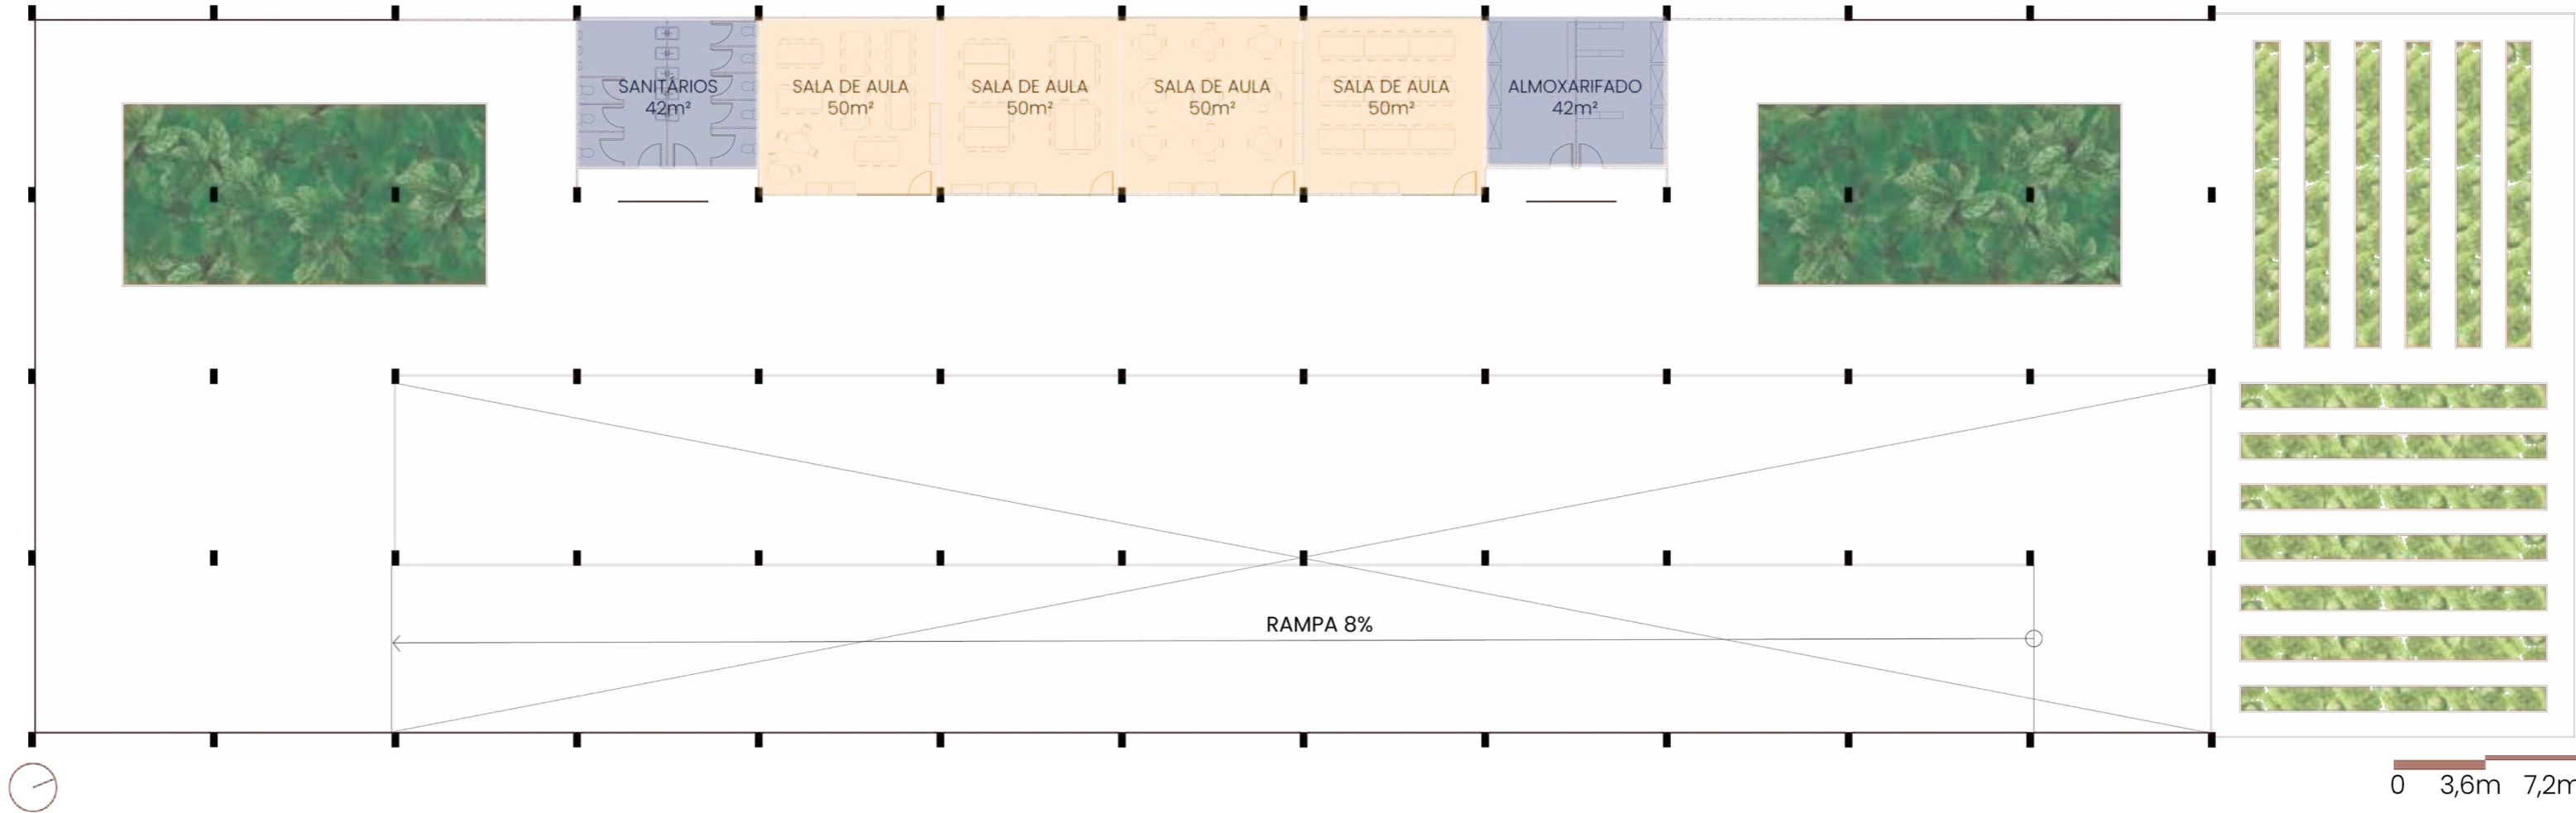 SANITÁRIOS
42m²
SALA DE AULA
50m²
SALA DE AULA
50m²
SALA DE AULA
50m²
SALA DE AULA
50m²
ALMOXARIFADO
42m²
RAMPA 8%
0 3,6m 7,2m